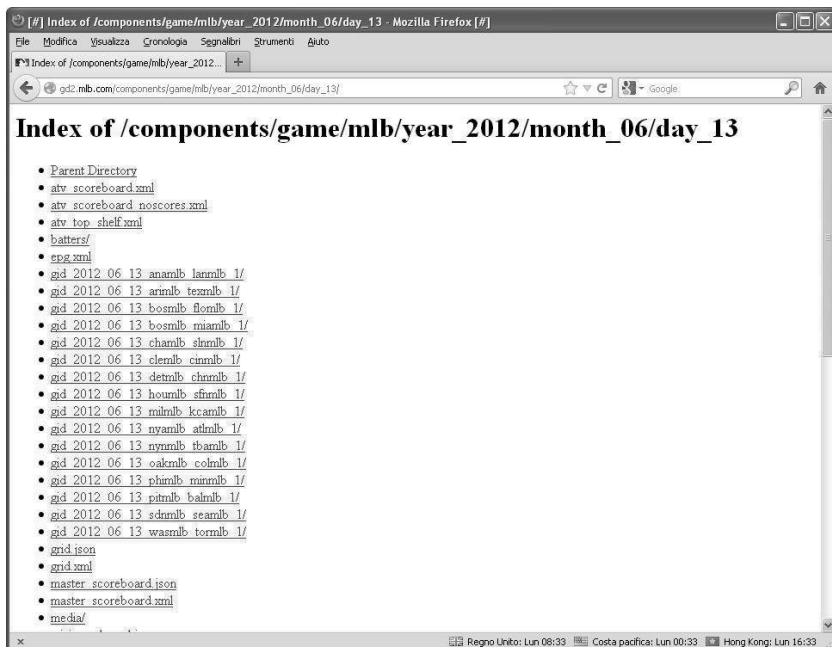 [#] Index of /components/game/mlb/year_2012/month_06/day_13 - Mozilla Firefox [#]
File Modifica Visualizza Cronologia Segnalibri Strumenti Aiuto
Index of /components/game/mlb/year_2012...
gd2.mlb.com/components/game/mlb/year_2012/month_06/day_13/ Google
Index of /components/game/mlb/year_2012/month_06/day_13
Parent Directory
atv_scoreboard.xml
atv_scoreboard_noscores.xml
atv_top_shelf.xml
batters/
epg.xml
gid_2012_06_13_anamlb_lanmlb_1/
gid_2012_06_13_arimlb_texmlb_1/
gid_2012_06_13_bosmlb_flomlb_1/
gid_2012_06_13_bosmlb_miamlb_1/
gid_2012_06_13_chamlb_slnmlb_1/
gid_2012_06_13_clemlb_cinmlb_1/
gid_2012_06_13_detmlb_chnmlb_1/
gid_2012_06_13_houmlb_sfnmlb_1/
gid_2012_06_13_milmlb_kcamlb_1/
gid_2012_06_13_nyamlb_atlmlb_1/
gid_2012_06_13_nynmlb_tbamlb_1/
gid_2012_06_13_oakmlb_colmlb_1/
gid_2012_06_13_phimlb_minmlb_1/
gid_2012_06_13_pitmlb_balmlb_1/
gid_2012_06_13_sdnmlb_seamlb_1/
gid_2012_06_13_wasmlb_tormlb_1/
grid.json
grid.xml
master_scoreboard.json
master_scoreboard.xml
media/
Regno Unito: Lun 08:33 Costa pacifica: Lun 00:33 Hong Kong: Lun 16:33